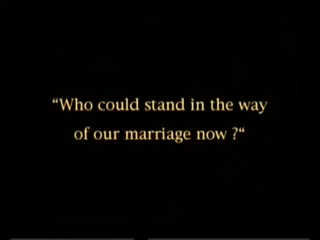 “Who could stand in the way
of our marriage now ?“